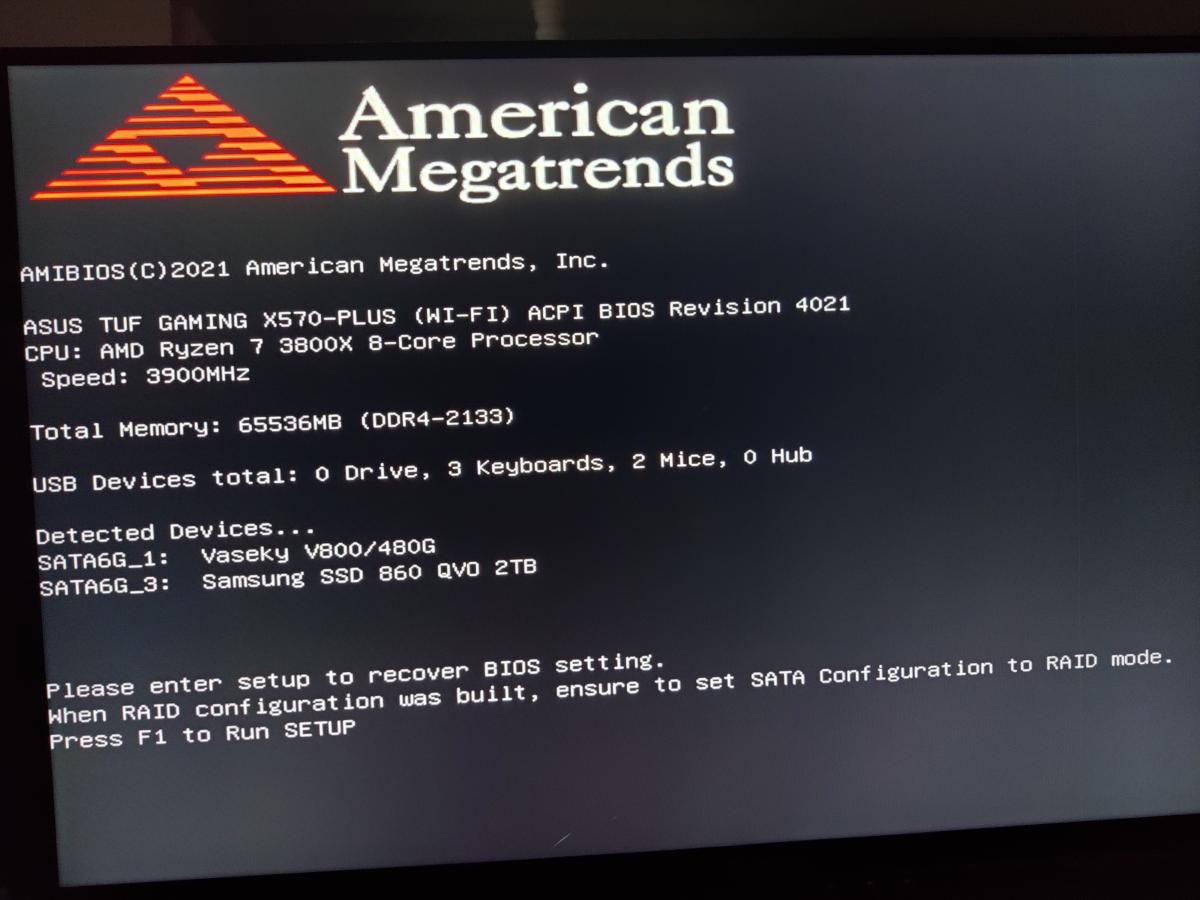 American
Megatrends
AMIBIOS(C)2021 American Megatrends, Inc.
ASUS TUF GAMING X570-PLUS (WI-FI) ACPI BIOS Revision 4021
CPU: AMD Ryzen 7 3800X 8-Core Processor
Speed: 3900MHz
Total Memory: 65536MB (DDR4-2133)
USB Devices total: 0 Drive, 3 Keyboards, 2 Mice, 0 Hub
Detected Devices...
SATA6G_1: Vaseky V800/480G
SATA6G_3: Samsung SSD 860 QVO 2TB
Please enter setup to recover BIOS setting.
When RAID configuration was built, ensure to set SATA Configuration to RAID mode.
Press F1 to Run SETUP